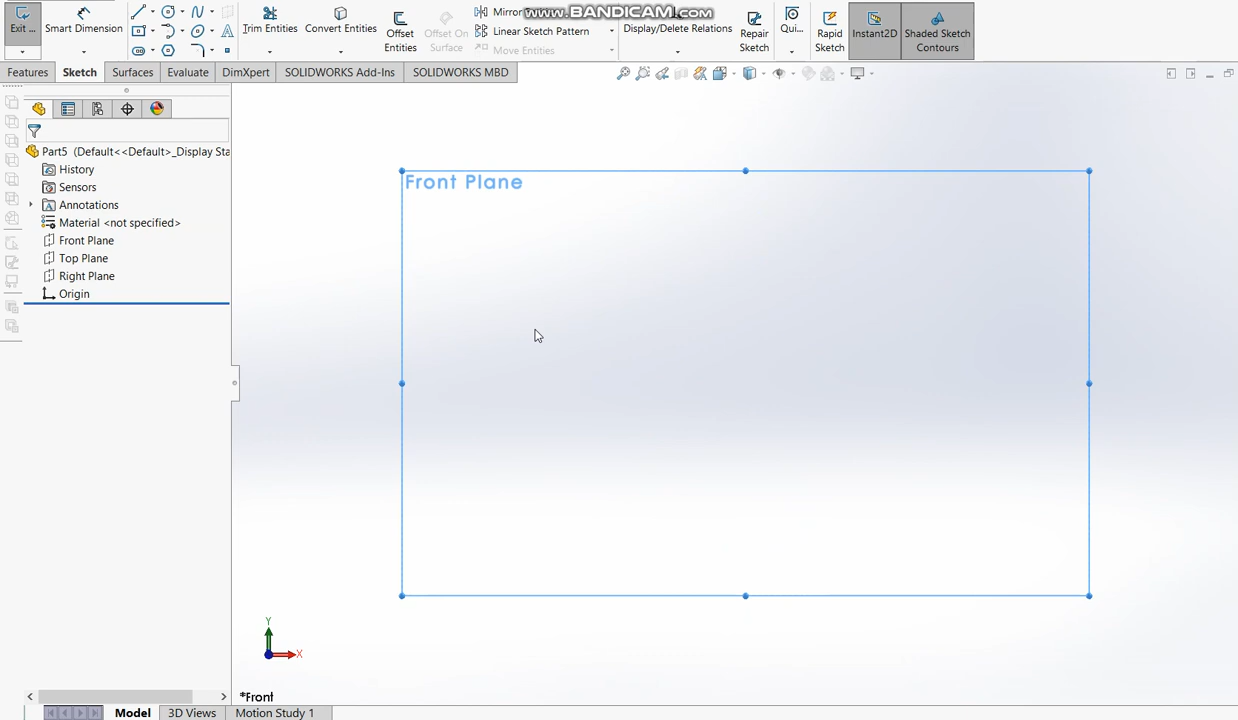 www.BANDICAM.com
Exit ...
Smart Dimension
Trim Entities
Convert Entities
Offset Entities
Offset On Surface
Mirror
Linear Sketch Pattern
Move Entities
Display/Delete Relations
Repair Sketch
Qui...
Rapid Sketch
Instant2D
Shaded Sketch Contours
Features
Sketch
Surfaces
Evaluate
DimXpert
SOLIDWORKS Add-Ins
SOLIDWORKS MBD
Part5 (Default<<Default>_Display Sta
History
Sensors
Annotations
Material <not specified>
Front Plane
Top Plane
Right Plane
Origin
Front Plane
Y
X
*Front
Model
3D Views
Motion Study 1